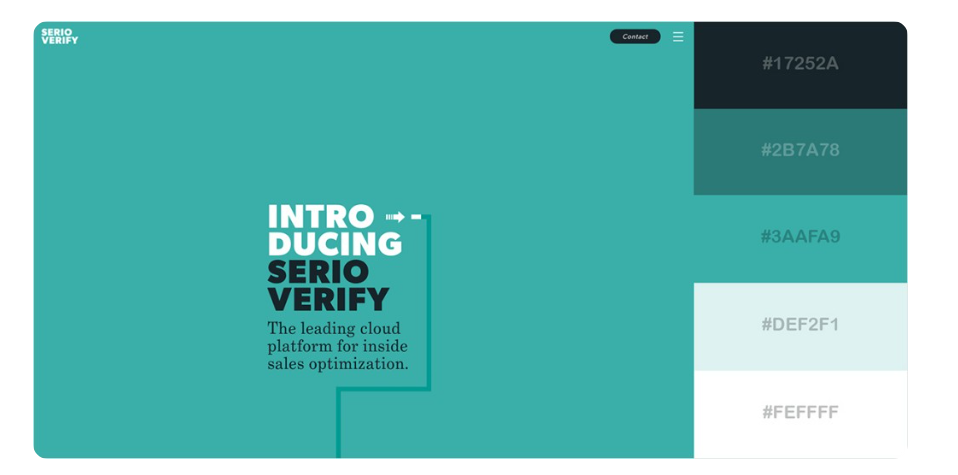 SERIO
VERIFY
Contact
INTRO
DUCING
SERIO
VERIFY
The leading cloud
platform for inside
sales optimization.
#17252A
#2B7A78
#3AAFA9
#DEF2F1
#FEFFFF